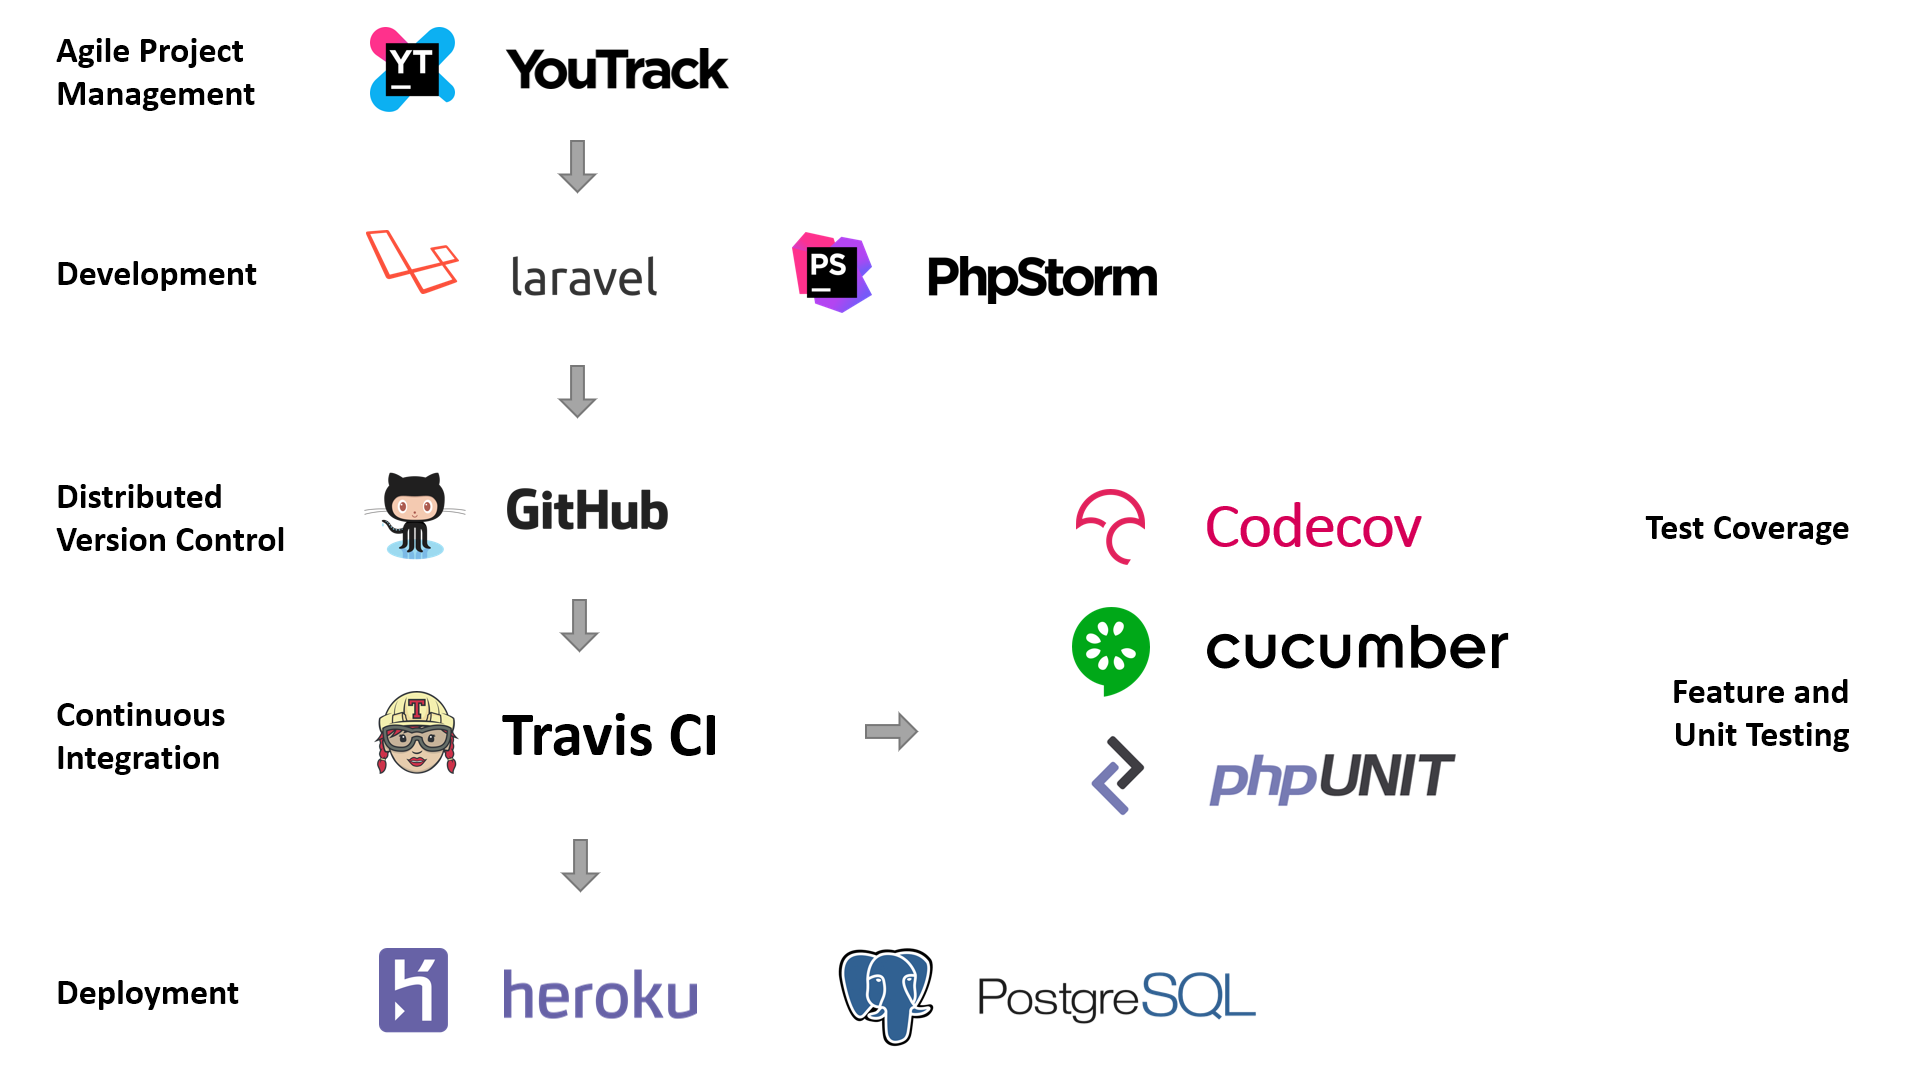 Agile Project
Management
YT
YouTrack
Development
laravel
PS
PhpStorm
Distributed
Version Control
GitHub
Codecov
Test Coverage
cucumber
Feature and
Unit Testing
Continuous
Integration
T
Travis CI
phpUNIT
Deployment
heroku
PostgreSQL